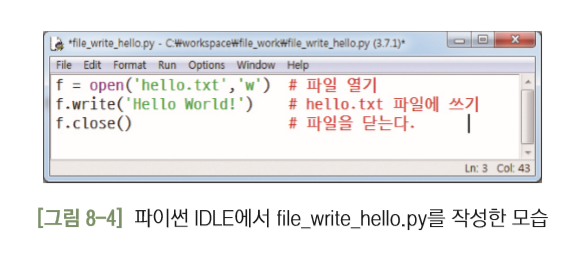 *file_write_hello.py - C:₩workspace₩file_work₩file_write_hello.py (3.7.1)*
File Edit Format Run Options Window Help
f = open('hello.txt','w') # 파일 열기
f.write('Hello World!') # hello.txt 파일에 쓰기
f.close() # 파일을 닫는다.
Ln: 3 Col: 43
[그림 8-4] 파이썬 IDLE에서 file_write_hello.py를 작성한 모습